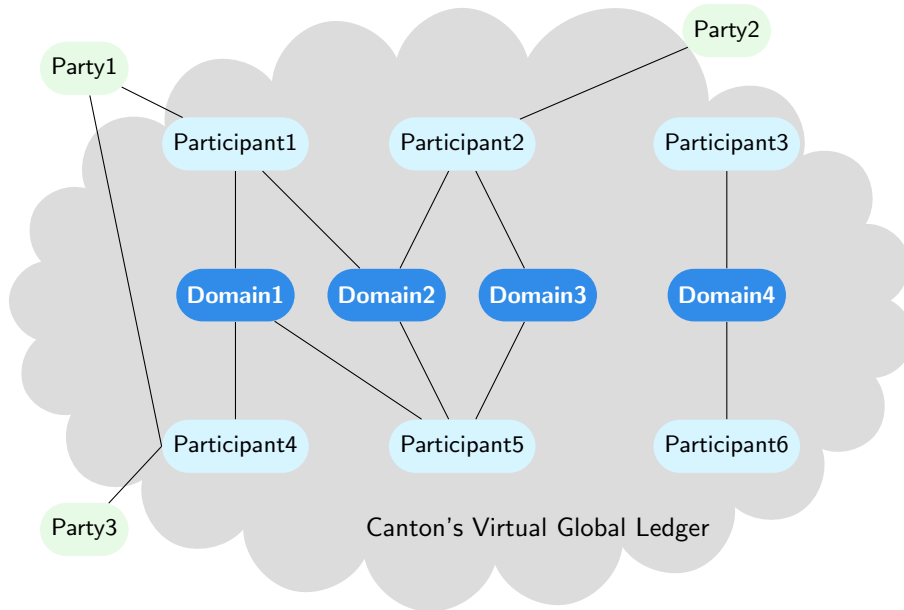 Party2
Party1
Participant1
Participant2
Participant3
Domain1
Domain2
Domain3
Domain4
Participant4
Participant5
Participant6
Party3
Canton's Virtual Global Ledger